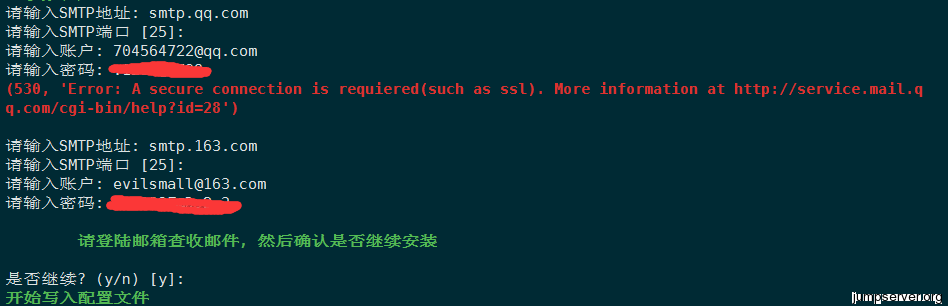 请输入SMTP地址: smtp.qq.com
请输入SMTP端口 [25]:
请输入账户: 704564722@qq.com
请输入密码:
(530, 'Error: A secure connection is requiered(such as ssl). More information at http://service.mail.q
q.com/cgi-bin/help?id=28')
请输入SMTP地址: smtp.163.com
请输入SMTP端口 [25]:
请输入账户: evilsmall@163.com
请输入密码:
请登陆邮箱查收邮件, 然后确认是否继续安装
是否继续? (y/n) [y]:
开始写入配置文件
jumpserver.org